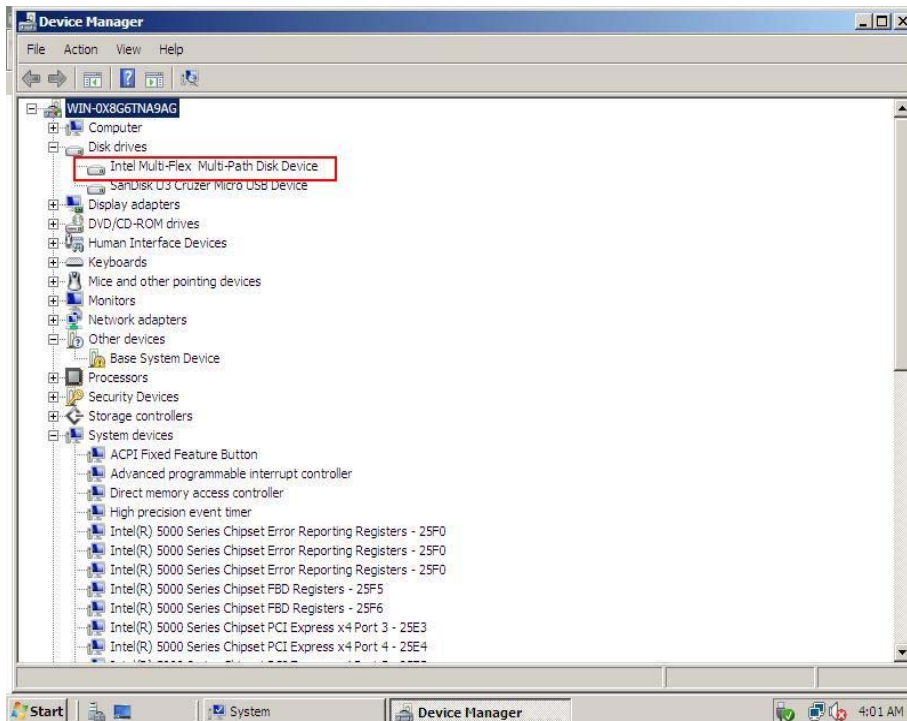 Device Manager
File Action View Help
WIN-0X8G6TNA9AG
Computer
Disk drives
Intel Multi-Flex Multi-Path Disk Device
SanDisk U3 Cruzer Micro USB Device
Display adapters
DVD/CD-ROM drives
Human Interface Devices
Keyboards
Mice and other pointing devices
Monitors
Network adapters
Other devices
Base System Device
Processors
Security Devices
Storage controllers
System devices
ACPI Fixed Feature Button
Advanced programmable interrupt controller
Direct memory access controller
High precision event timer
Intel(R) 5000 Series Chipset Error Reporting Registers - 25F0
Intel(R) 5000 Series Chipset Error Reporting Registers - 25F0
Intel(R) 5000 Series Chipset Error Reporting Registers - 25F0
Intel(R) 5000 Series Chipset FBD Registers - 25F5
Intel(R) 5000 Series Chipset FBD Registers - 25F6
Intel(R) 5000 Series Chipset PCI Express x4 Port 3 - 25E3
Intel(R) 5000 Series Chipset PCI Express x4 Port 4 - 25E4
Start System Device Manager 4:01 AM